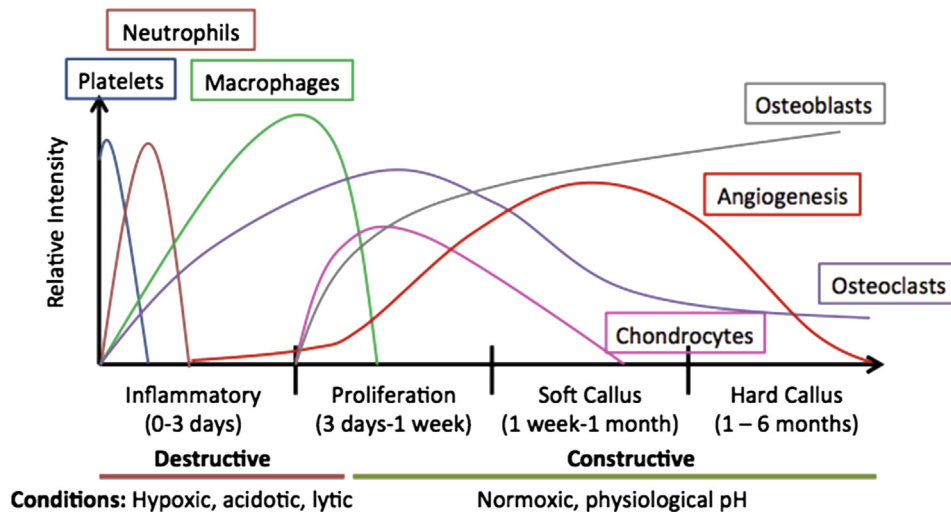 Neutrophils
Platelets
Macrophages
Osteoblasts
Angiogenesis
Osteoclasts
Chondrocytes
Relative Intensity
Inflammatory
(0-3 days)
Proliferation
(3 days-1 week)
Soft Callus
(1 week-1 month)
Hard Callus
(1 – 6 months)
Destructive
Constructive
Conditions: Hypoxic, acidotic, lytic
Normoxic, physiological pH